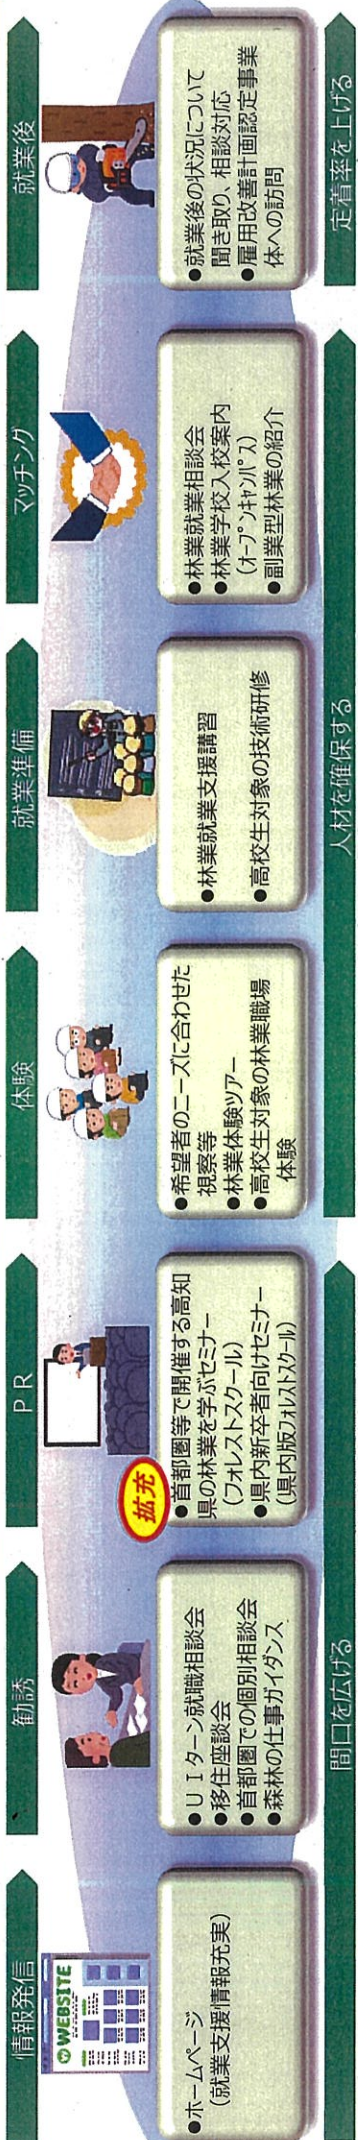 情報発信
WEBSITE
●ホームページ
(就業支援情報充実)
勧誘
●ＵＩターン就職相談会
●移住座談会
●首都圏での個別相談会
●森林の仕事ガイダンス
ＰＲ
拡充
●首都圏等で開催する高知
県の林業を学ぶセミナー
(フォレストスクール)
●県内新卒者向けセミナー
(県内版フォレストスクール)
体験
●希望者のニーズに合わせた
視察等
●林業体験ツアー
●高校生対象の林業職場
体験
就業準備
●林業就業支援講習
●高校生対象の技術研修
マッチング
●林業就業相談会
●林業学校入校案内
(オープンキャンパス)
●副業型林業の紹介
就業後
●就業後の状況について
聞き取り、相談対応
●雇用改善計画認定事業
体への訪問
間口を広げる
人材を確保する
定着率を上げる